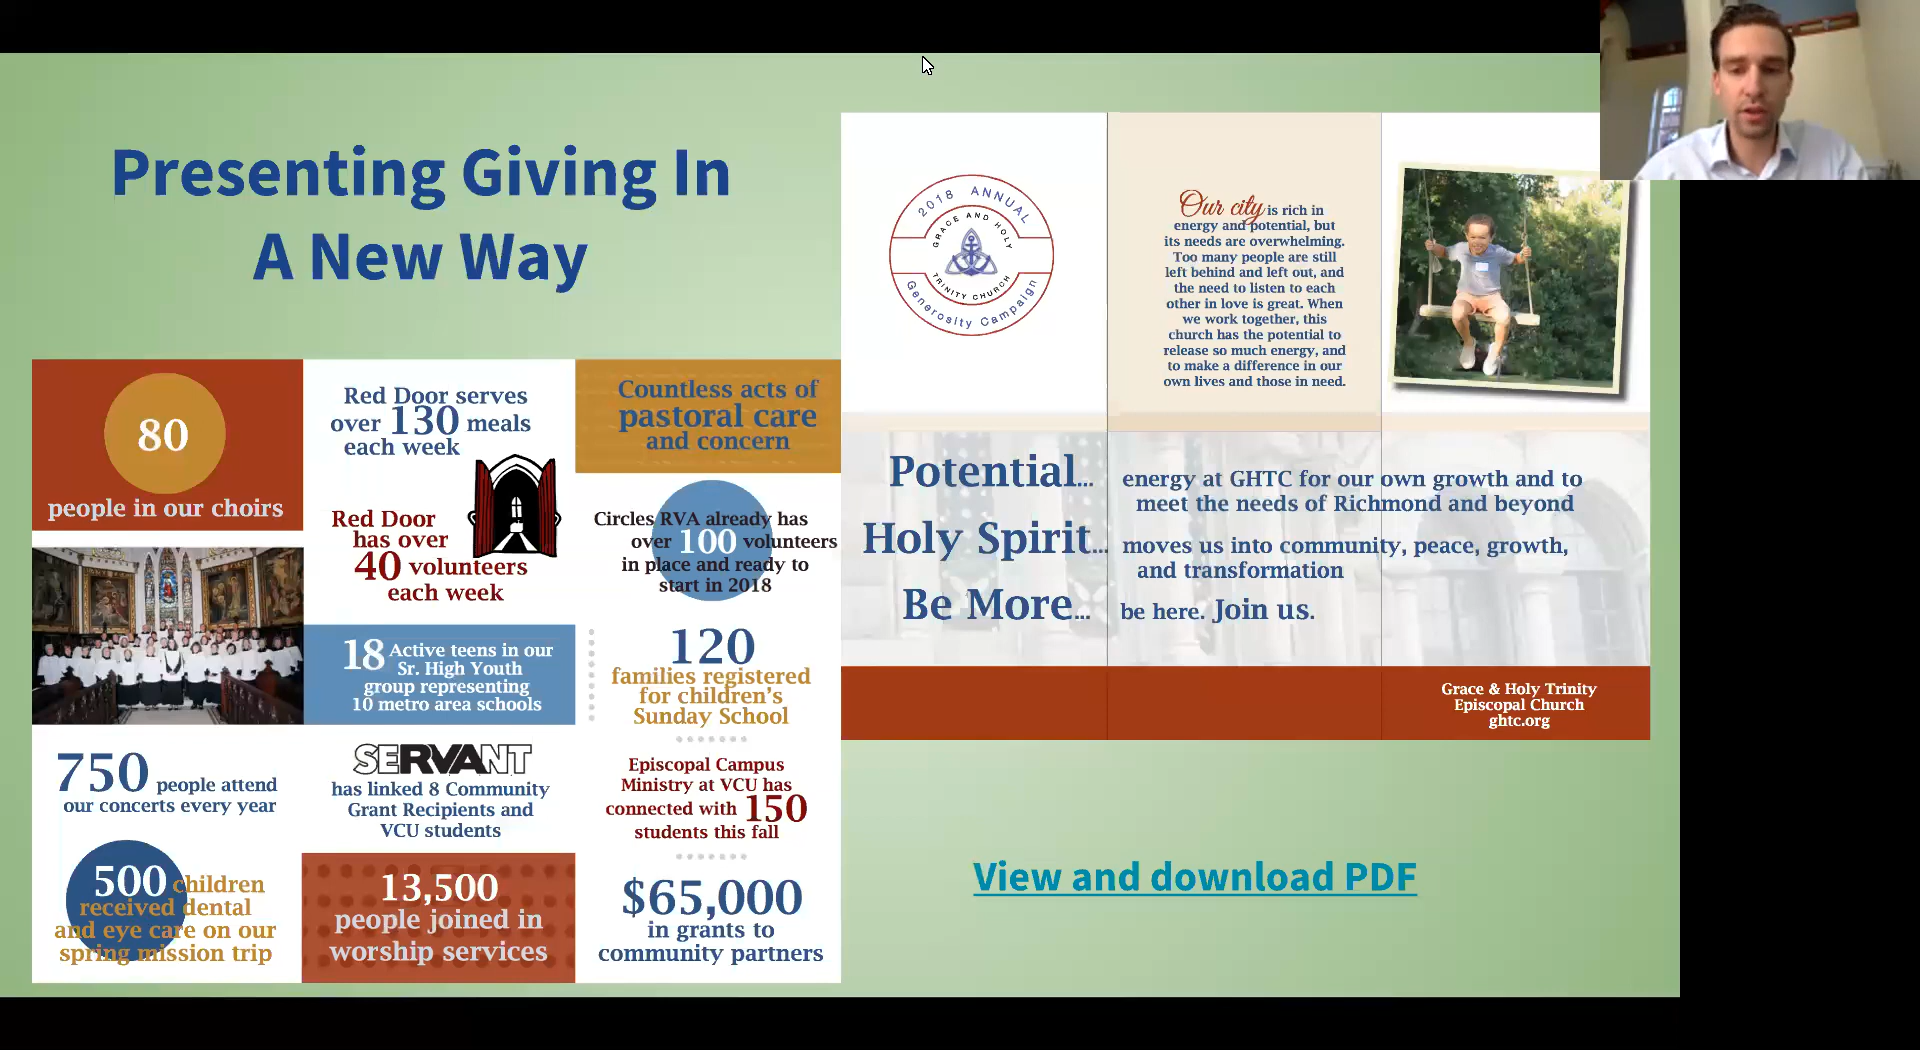 Presenting Giving In
A New Way
80
people in our choirs
Red Door serves
over 130 meals
each week
Red Door
has over
40 volunteers
each week
Countless acts of
pastoral care
and concern
Circles RVA already has
over 100 volunteers
in place and ready to
start in 2018
18 Active teens in our
Sr. High Youth
group representing
10 metro area schools
120
families registered
for children's
Sunday School
750 people attend
our concerts every year
SERVANT
has linked 8 Community
Grant Recipients and
VCU students
Episcopal Campus
Ministry at VCU has
connected with 150
students this fall
500 children
received dental
and eye care on our
spring mission trip
13,500
people joined in
worship services
$65,000
in grants to
community partners
2018 ANNUAL
GRACE AND HOLY
TRINITY CHURCH
Generosity Campaign
Our city is rich in
energy and potential, but
its needs are overwhelming.
Too many people are still
left behind and left out, and
the need to listen to each
other in love is great. When
we work together, this
church has the potential to
release so much energy, and
to make a difference in our
own lives and those in need.
Potential... energy at GHTC for our own growth and to
meet the needs of Richmond and beyond
Holy Spirit... moves us into community, peace, growth,
and transformation
Be More... be here. Join us.
Grace & Holy Trinity
Episcopal Church
ghtc.org
View and download PDF